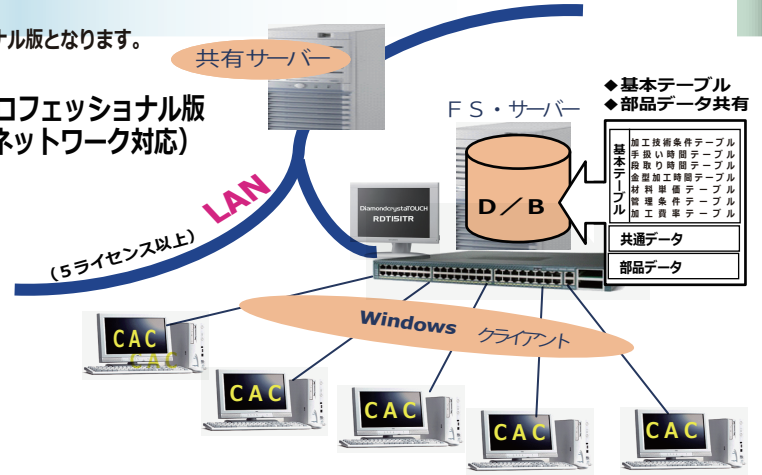 ナル版となります。
共有サーバー
ロフェッショナル版
ネットワーク対応）
ＦＳ・サーバー
◆基本テーブル
◆部品データ共有
基本テーブル
加工技術条件テーブル
手扱い時間テーブル
段取り時間テーブル
金型加工時間テーブル
材料単価テーブル
管理条件テーブル
加工費率テーブル
共通データ
部品データ
Ｄ／Ｂ
LAN
（５ライセンス以上）
DiamondcrystaTOUCH
RDT151TR
Windows クライアント
CAC
CAC
CAC
CAC
CAC
CAC